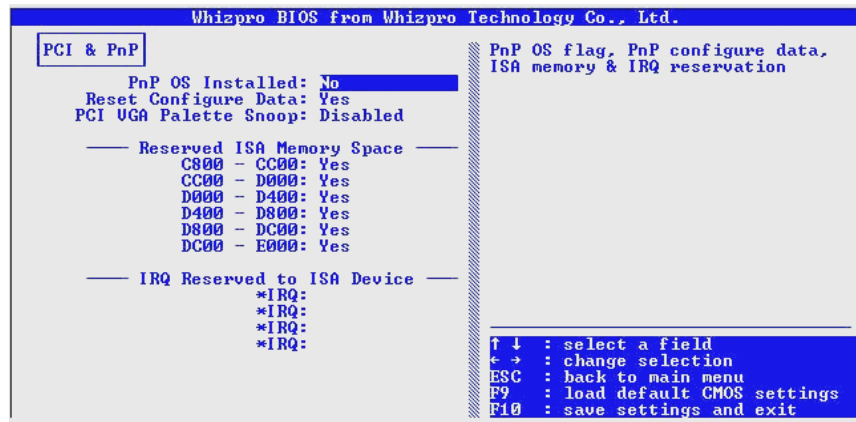 Whizpro BIOS from Whizpro Technology Co., Ltd.
PCI & PnP
PnP OS Installed: No
Reset Configure Data: Yes
PCI VGA Palette Snoop: Disabled
Reserved ISA Memory Space
C800 - CC00: Yes
CC00 - D000: Yes
D000 - D400: Yes
D400 - D800: Yes
D800 - DC00: Yes
DC00 - E000: Yes
IRQ Reserved to ISA Device
*IRQ:
*IRQ:
*IRQ:
*IRQ:
PnP OS flag, PnP configure data,
ISA memory & IRQ reservation
↑ ↓ : select a field
← → : change selection
ESC : back to main menu
F9 : load default CMOS settings
F10 : save settings and exit